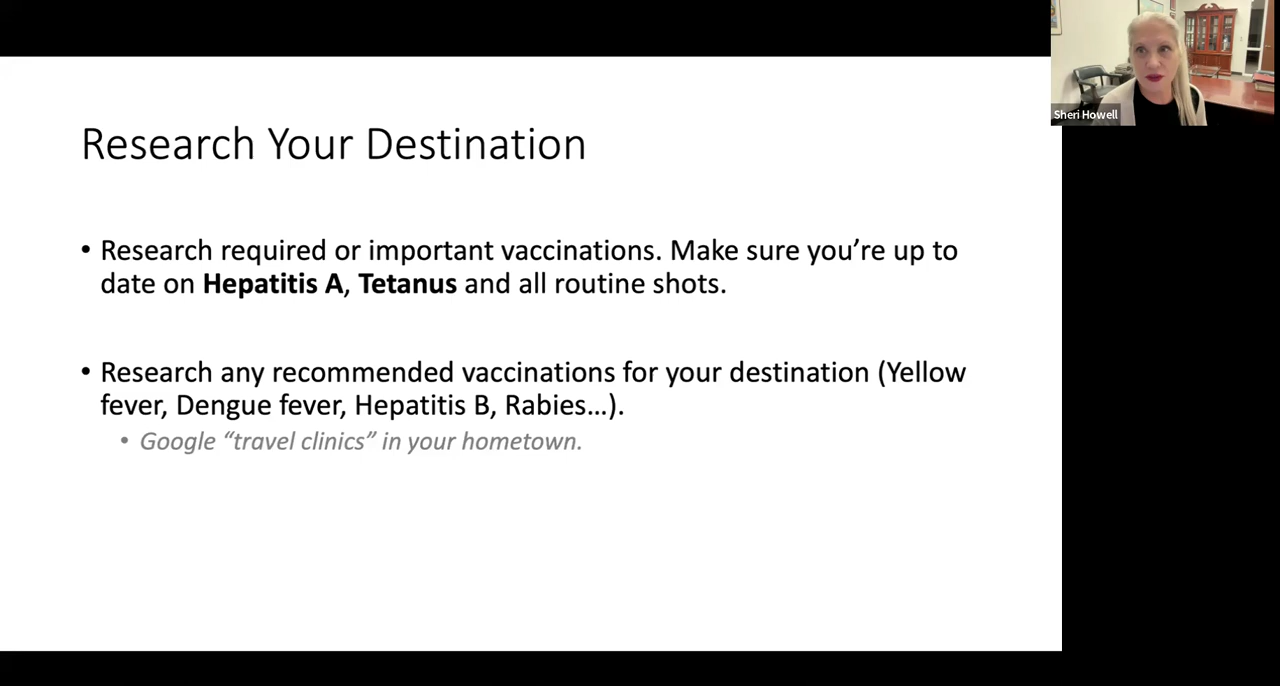 Research Your Destination
• Research required or important vaccinations. Make sure you’re up to
date on Hepatitis A, Tetanus and all routine shots.
• Research any recommended vaccinations for your destination (Yellow
fever, Dengue fever, Hepatitis B, Rabies…).
• Google “travel clinics” in your hometown.
Sheri Howell